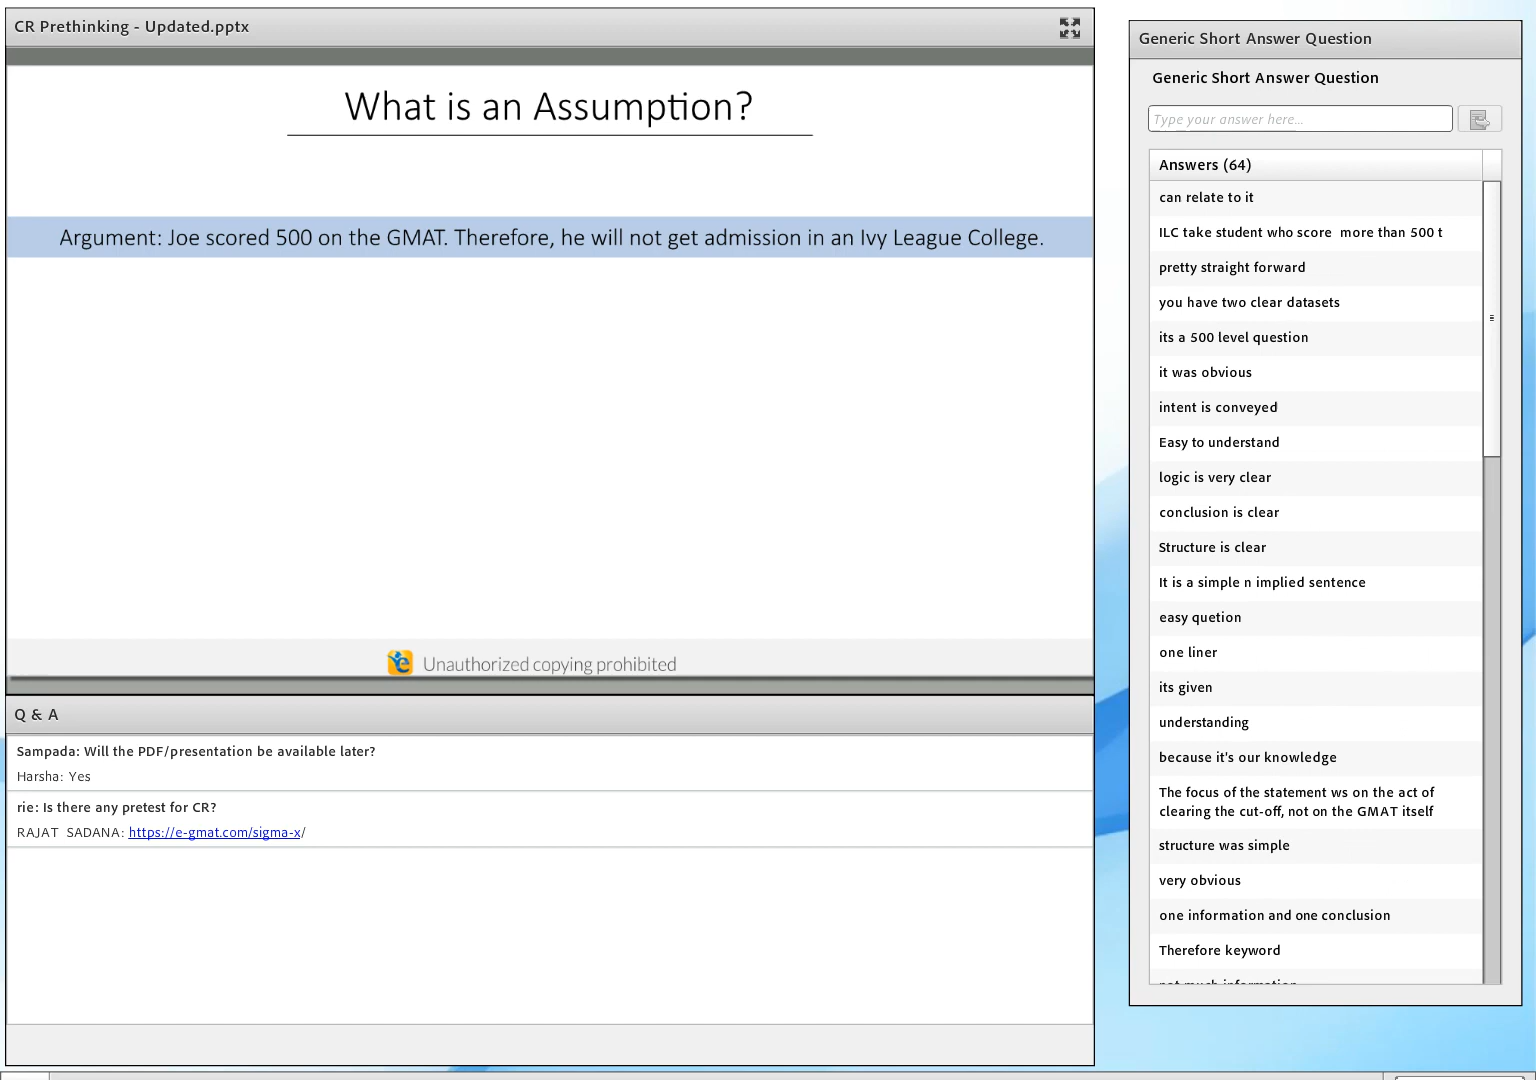 CR Prethinking - Updated.pptx
What is an Assumption?
Argument: Joe scored 500 on the GMAT. Therefore, he will not get admission in an Ivy League College.
Unauthorized copying prohibited
Q & A
Sampada: Will the PDF/presentation be available later?
Harsha: Yes
rie: Is there any pretest for CR?
RAJAT SADANA: https://e-gmat.com/sigma-x/
Generic Short Answer Question
Generic Short Answer Question
Type your answer here...
Answers (64)
can relate to it
ILC take student who score more than 500 t
pretty straight forward
you have two clear datasets
its a 500 level question
it was obvious
intent is conveyed
Easy to understand
logic is very clear
conclusion is clear
Structure is clear
It is a simple n implied sentence
easy quetion
one liner
its given
understanding
because it's our knowledge
The focus of the statement ws on the act of
clearing the cut-off, not on the GMAT itself
structure was simple
very obvious
one information and one conclusion
Therefore keyword
not much information